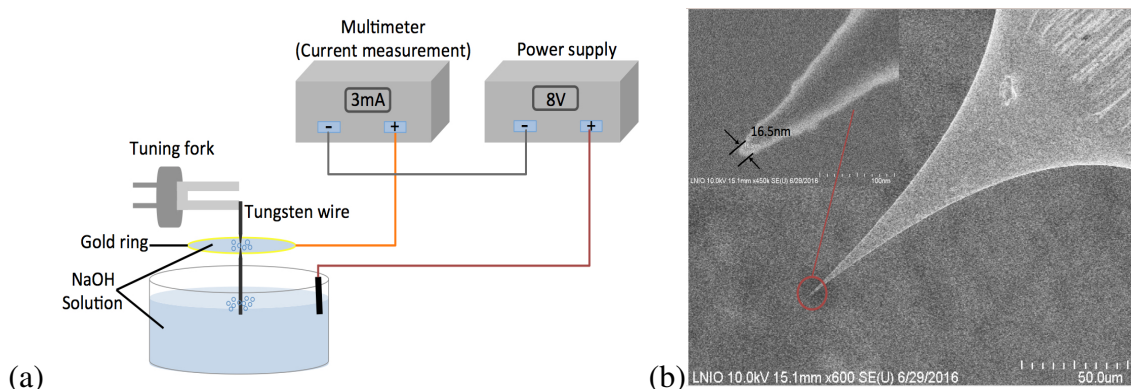 Multimeter
(Current measurement)
Power supply
3mA
8V
-
+
-
+
Tuning fork
Tungsten wire
Gold ring
NaOH
Solution
(a)
16.5nm
LNIO 10.0kV 15.1mm x450k SE(U) 6/29/2016
100nm
LNIO 10.0kV 15.1mm x600 SE(U) 6/29/2016
50.0um
(b)